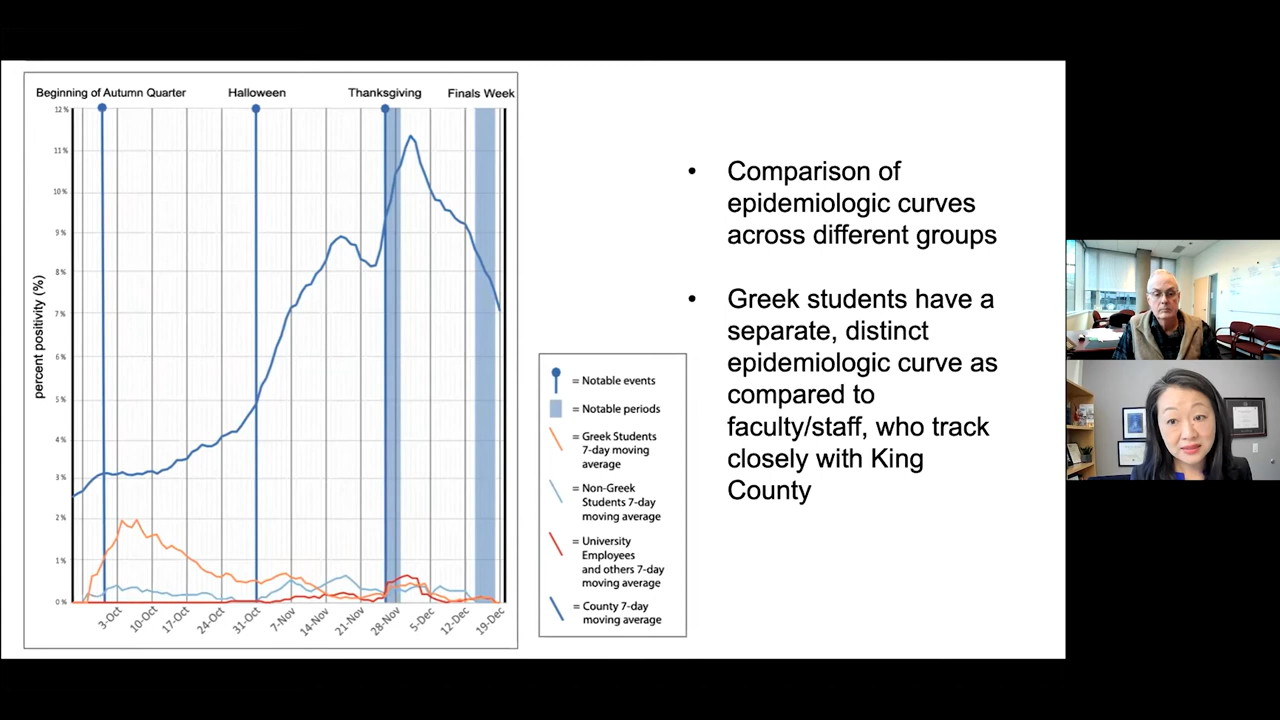 Beginning of Autumn Quarter
Halloween
Thanksgiving
Finals Week
12 %
11 %
10 %
9 %
8 %
7 %
6 %
5 %
4 %
3 %
2 %
1 %
0 %
percent positivity (%)
3-Oct
10-Oct
17-Oct
24-Oct
31-Oct
7-Nov
14-Nov
21-Nov
28-Nov
5-Dec
12-Dec
19-Dec
= Notable events
= Notable periods
= Greek Students
7-day moving
average
= Non-Greek
Students 7-day
moving average
= University
Employees
and others 7-day
moving average
= County 7-day
moving average
• Comparison of
epidemiologic curves
across different groups
• Greek students have a
separate, distinct
epidemiologic curve as
compared to
faculty/staff, who track
closely with King
County